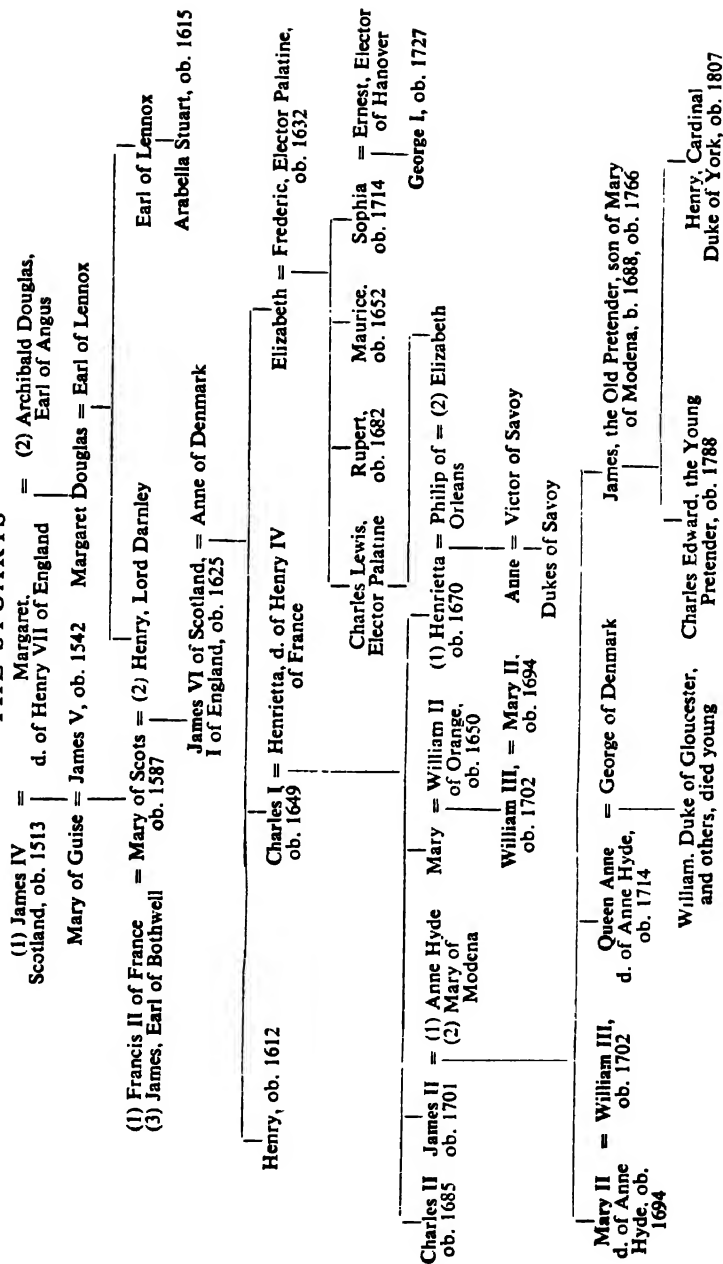 THE STUARTS
(1) James IV = Margaret, = (2) Archibald Douglas,
Scotland, ob. 1513 d. of Henry VII of England Earl of Angus
Mary of Guise = James V, ob. 1542 Margaret Douglas = Earl of Lennox
(1) Francis II of France = Mary of Scots = (2) Henry, Lord Darnley Earl of Lennox
(3) James, Earl of Bothwell ob. 1587 Arabella Stuart, ob. 1615
James VI of Scotland, = Anne of Denmark
I of England, ob. 1625
Henry, ob. 1612 Charles I = Henrietta, d. of Henry IV Elizabeth = Frederic, Elector Palatine,
ob. 1649 of France ob. 1632
Charles Lewis, Rupert, Maurice, Sophia = Ernest, Elector
Elector Palatine ob. 1682 ob. 1652 ob. 1714 of Hanover
George I, ob. 1727
Charles II James II = (1) Anne Hyde Mary = William II (1) Henrietta = Philip of = (2) Elizabeth
ob. 1685 ob. 1701 (2) Mary of of Orange, ob. 1670 Orleans
Modena ob. 1650
William III, = Mary II, Anne = Victor of Savoy
ob. 1702 ob. 1694
Dukes of Savoy
Mary II = William III, Queen Anne = George of Denmark James, the Old Pretender, son of Mary
d. of Anne ob. 1702 d. of Anne Hyde, of Modena, b. 1688, ob. 1766
Hyde, ob. ob. 1714
1694
William, Duke of Gloucester, Charles Edward, the Young Henry, Cardinal
and others, died young Pretender, ob. 1788 Duke of York, ob. 1807